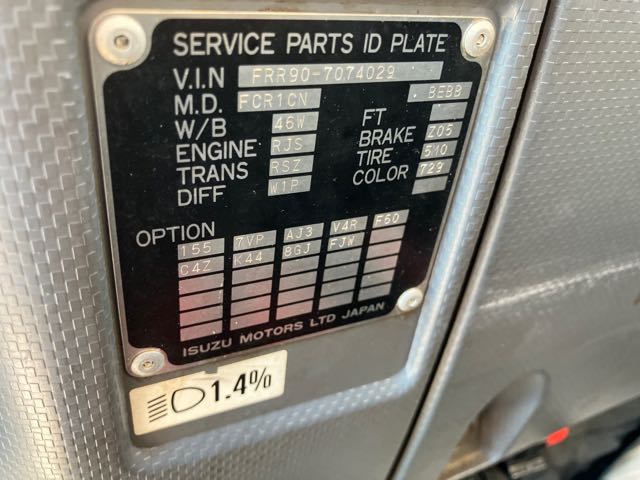 SERVICE PARTS ID PLATE
V.I.N FRR90-7074029
M.D. FCR1CN BEBB
W/B 46W FT
ENGINE RJS BRAKE Z05
TRANS RSZ TIRE 510
DIFF W1P COLOR 729
OPTION
155 7VP AJ3 V4R F60
C4Z K44 8GJ FJW
ISUZU MOTORS LTD JAPAN
1.4%